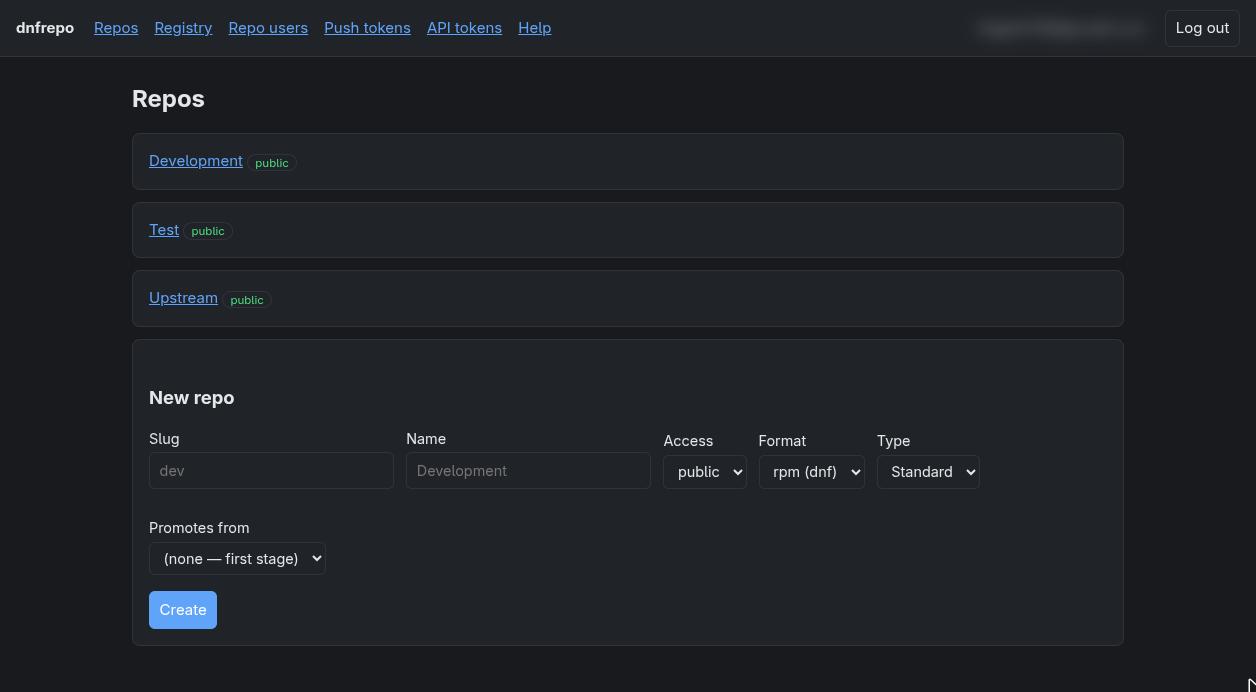 dnfrepo Repos Registry Repo users Push tokens API tokens Help Log out
Repos
Development public
Test public
Upstream public
New repo
Slug Name Access Format Type
dev Development public rpm (dnf) Standard
Promotes from
(none — first stage)
Create